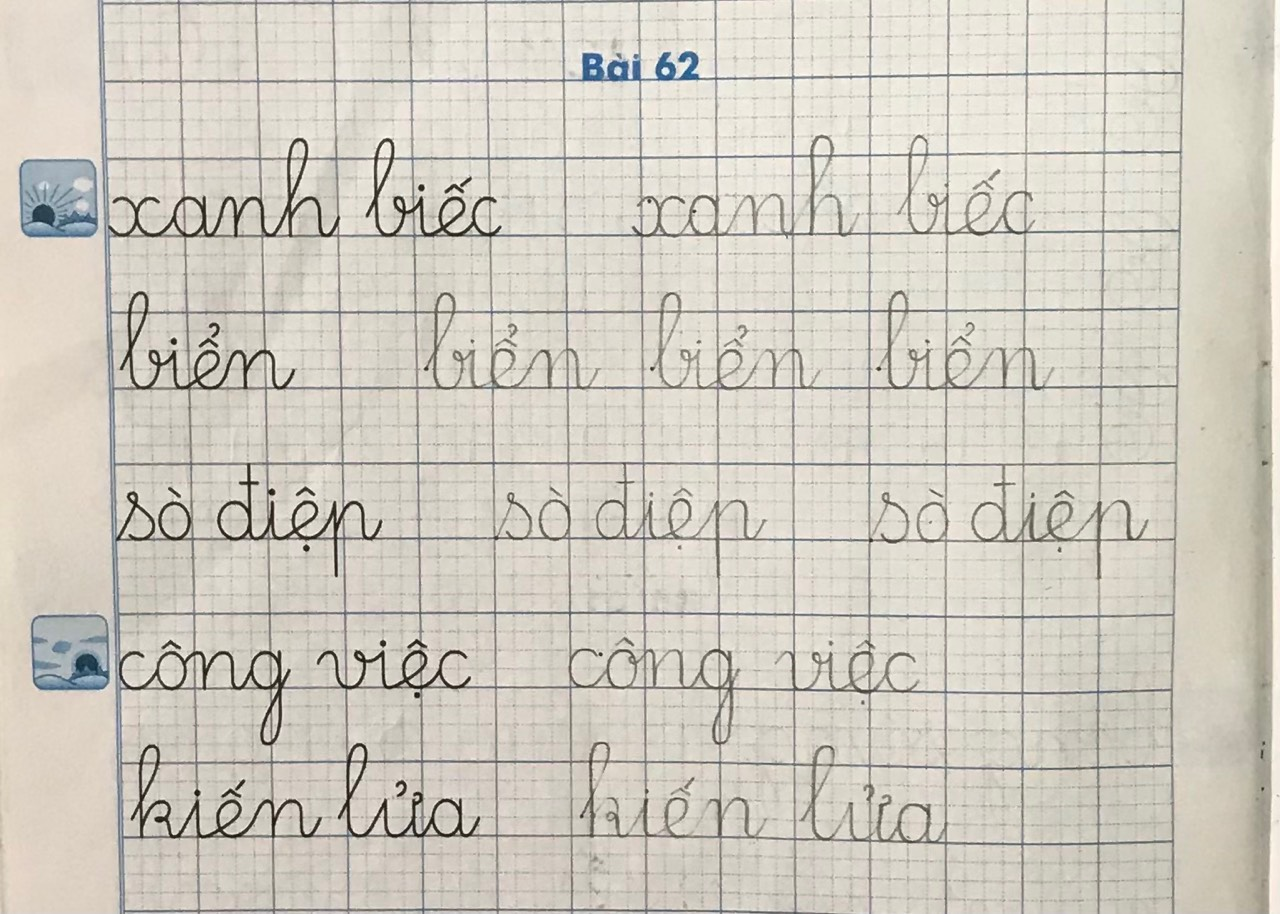 Bài 62
xanh biếc xanh biếc
biển biển biển biển
sò điệp sò điệp sò điệp
công việc công việc
kiến lửa kiến lửa